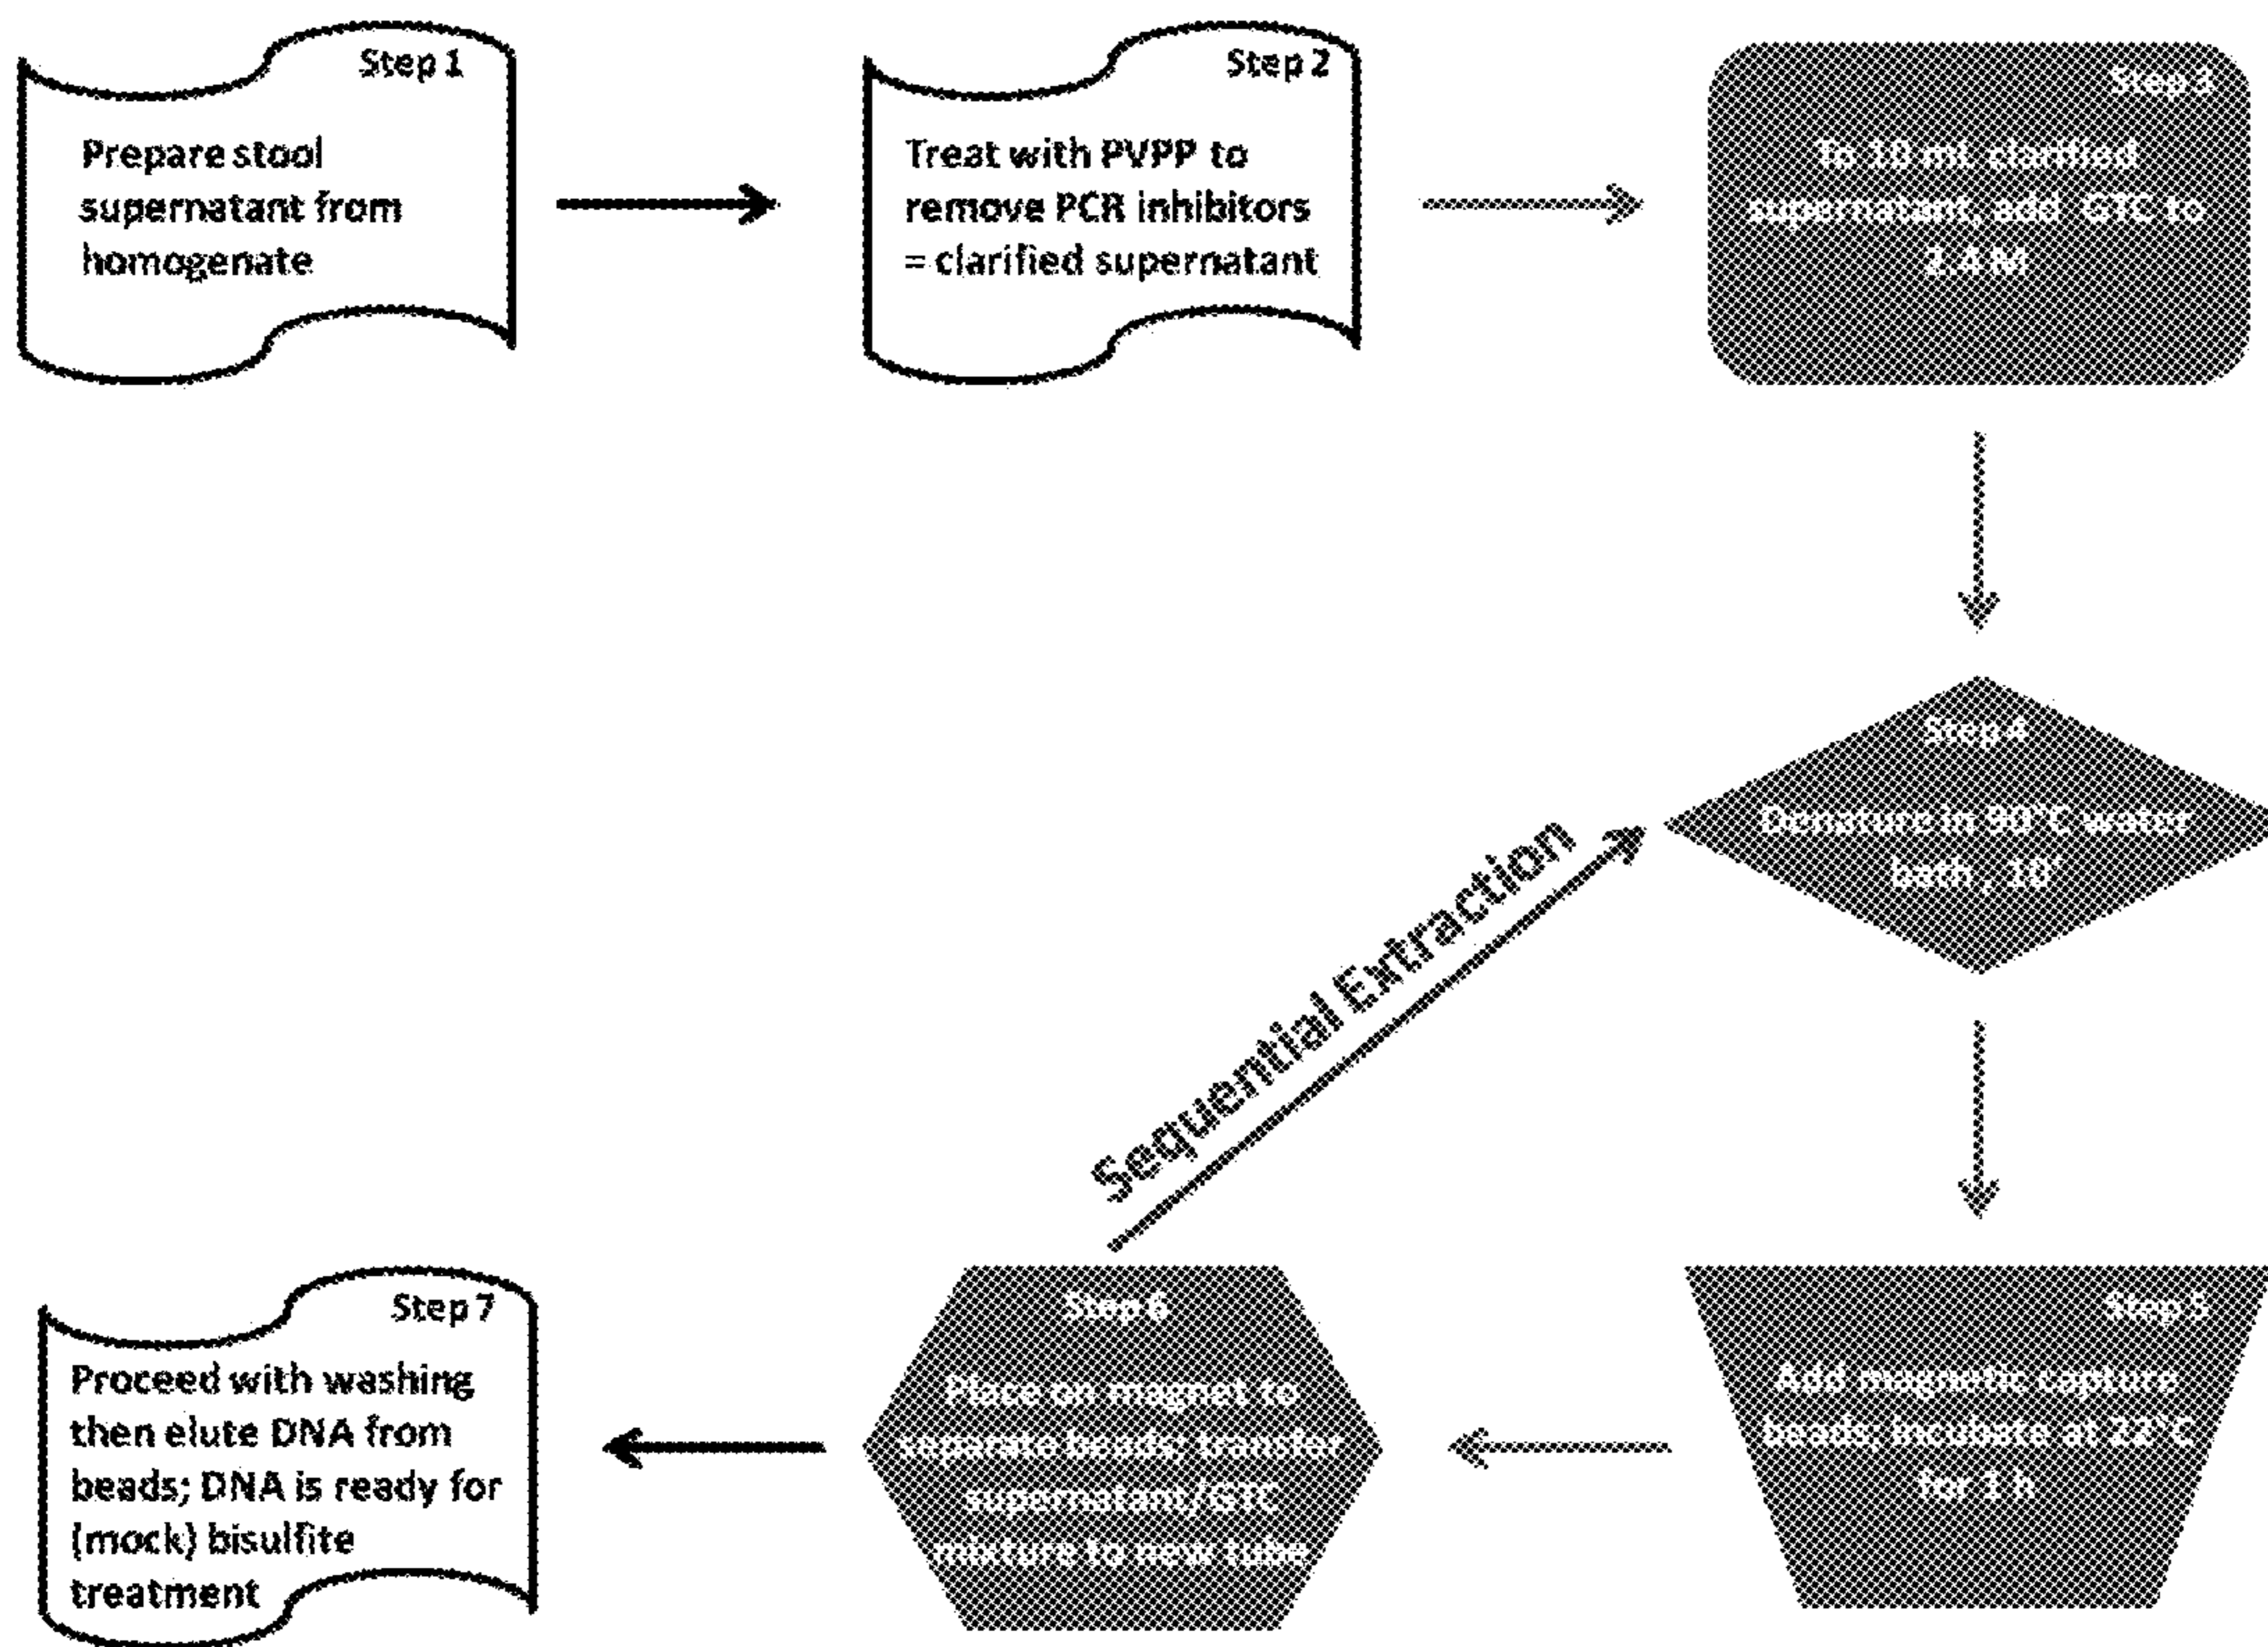 Step 1
Prepare stool
supernatant from
homogenate
Step 2
Treat with PVPP to
remove PCR inhibitors
= clarified supernatant
Step 3
To 10 mL clarified
supernatant, add GTC to
2.4 M
Step 4
Denature in 90°C water
bath, 10'
Sequential Extraction
Step 5
Add magnetic capture
beads; incubate at 22°C
for 1 h
Step 6
Place on magnet to
separate beads; transfer
supernatant/GTC
mixture to new tube
Step 7
Proceed with washing
then elute DNA from
beads; DNA is ready for
(mock) bisulfite
treatment